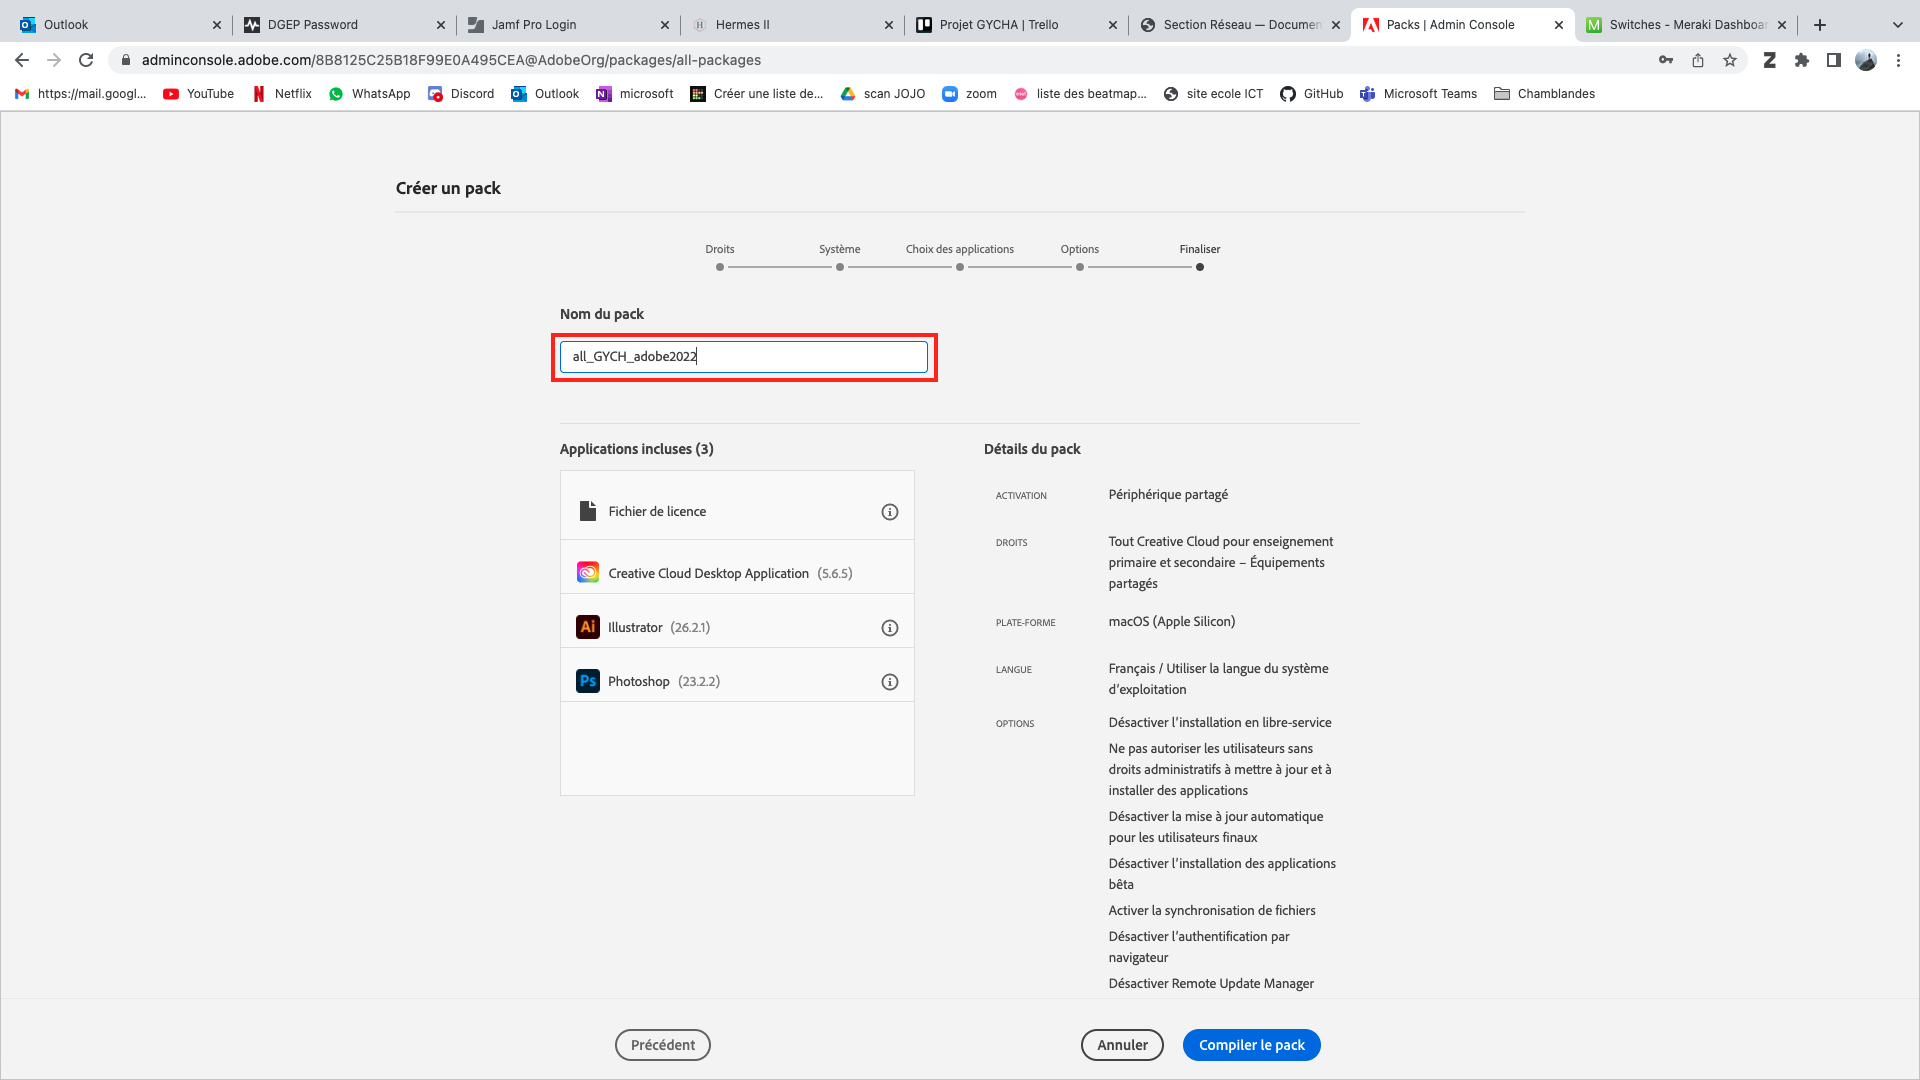 Outlook
DGEP Password
Jamf Pro Login
Hermes II
Projet GYCHA | Trello
Section Réseau — Documen
Packs | Admin Console
Switches - Meraki Dashboar
adminconsole.adobe.com/8B8125C25B18F99E0A495CEA@AdobeOrg/packages/all-packages
https://mail.googl...
YouTube
Netflix
WhatsApp
Discord
Outlook
microsoft
Créer une liste de...
scan JOJO
zoom
liste des beatmap...
site ecole ICT
GitHub
Microsoft Teams
Chamblandes
Créer un pack
Droits
Système
Choix des applications
Options
Finaliser
Nom du pack
all_GYCH_adobe2022
Applications incluses (3)
Fichier de licence
Creative Cloud Desktop Application (5.6.5)
Ai Illustrator (26.2.1)
Ps Photoshop (23.2.2)
Détails du pack
ACTIVATION
Périphérique partagé
DROITS
Tout Creative Cloud pour enseignement
primaire et secondaire – Équipements
partagés
PLATE-FORME
macOS (Apple Silicon)
LANGUE
Français / Utiliser la langue du système
d'exploitation
OPTIONS
Désactiver l'installation en libre-service
Ne pas autoriser les utilisateurs sans
droits administratifs à mettre à jour et à
installer des applications
Désactiver la mise à jour automatique
pour les utilisateurs finaux
Désactiver l'installation des applications
bêta
Activer la synchronisation de fichiers
Désactiver l'authentification par
navigateur
Désactiver Remote Update Manager
Précédent
Annuler
Compiler le pack